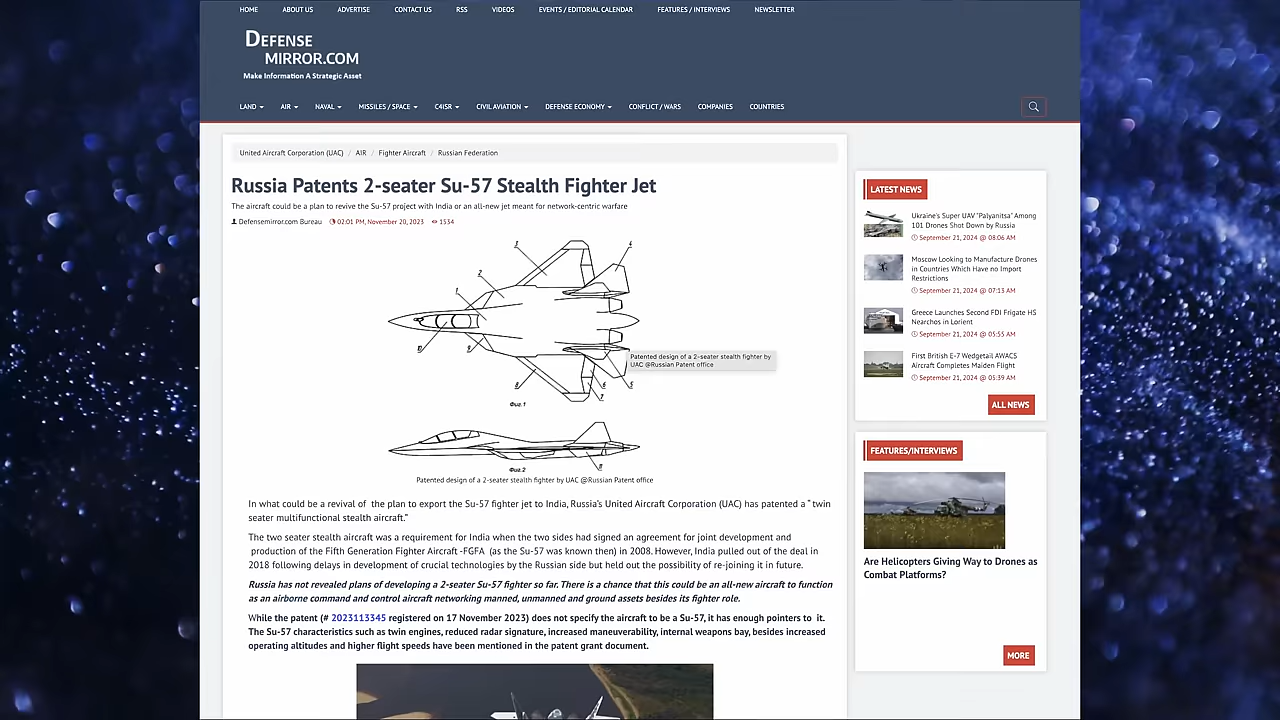 HOME ABOUT US ADVERTISE CONTACT US RSS VIDEOS EVENTS / EDITORIAL CALENDAR FEATURES / INTERVIEWS NEWSLETTER
DEFENSE
MIRROR.COM
Make Information A Strategic Asset
LAND AIR NAVAL MISSILES / SPACE C4ISR CIVIL AVIATION DEFENSE ECONOMY CONFLICT / WARS COMPANIES COUNTRIES
United Aircraft Corporation (UAC) / AIR / Fighter Aircraft / Russian Federation
Russia Patents 2-seater Su-57 Stealth Fighter Jet
The aircraft could be a plan to revive the Su-57 project with India or an all-new jet meant for network-centric warfare
Defensemirror.com Bureau 02:01 PM, November 20, 2023 1534
3
4
2
1
10
9
8
7
6
5
Patented design of a 2-seater stealth fighter by
UAC @Russian Patent office
Фиг.1
11
Фиг.2
Patented design of a 2-seater stealth fighter by UAC @Russian Patent office
In what could be a revival of the plan to export the Su-57 fighter jet to India, Russia's United Aircraft Corporation (UAC) has patented a " twin
seater multifunctional stealth aircraft."
The two seater stealth aircraft was a requirement for India when the two sides had signed an agreement for joint development and
production of the Fifth Generation Fighter Aircraft -FGFA (as the Su-57 was known then) in 2008. However, India pulled out of the deal in
2018 following delays in development of crucial technologies by the Russian side but held out the possibility of re-joining it in future.
Russia has not revealed plans of developing a 2-seater Su-57 fighter so far. There is a chance that this could be an all-new aircraft to function
as an airborne command and control aircraft networking manned, unmanned and ground assets besides its fighter role.
While the patent (# 2023113345 registered on 17 November 2023) does not specify the aircraft to be a Su-57, it has enough pointers to it.
The Su-57 characteristics such as twin engines, reduced radar signature, increased maneuverability, internal weapons bay, besides increased
operating altitudes and higher flight speeds have been mentioned in the patent grant document.
LATEST NEWS
Ukraine's Super UAV "Palyanitsa" Among
101 Drones Shot Down by Russia
September 21, 2024 @ 08:06 AM
Moscow Looking to Manufacture Drones
in Countries Which Have no Import
Restrictions
September 21, 2024 @ 07:13 AM
Greece Launches Second FDI Frigate HS
Nearchos in Lorient
September 21, 2024 @ 05:55 AM
First British E-7 Wedgetail AWACS
Aircraft Completes Maiden Flight
September 21, 2024 @ 05:39 AM
ALL NEWS
FEATURES/INTERVIEWS
Are Helicopters Giving Way to Drones as
Combat Platforms?
MORE